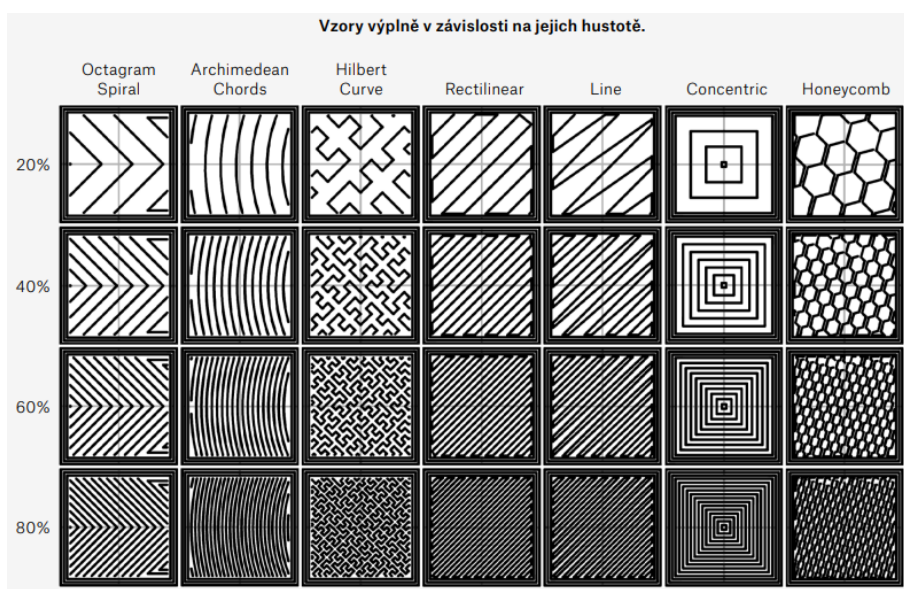 Vzory výplně v závislosti na jejich hustotě.
Octagram Spiral
Archimedean Chords
Hilbert Curve
Rectilinear
Line
Concentric
Honeycomb
20%
40%
60%
80%